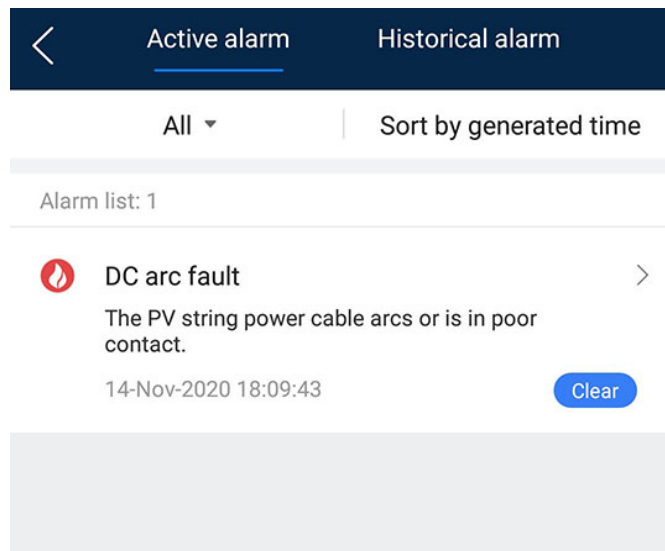 Active alarm Historical alarm
All Sort by generated time
Alarm list: 1
DC arc fault
The PV string power cable arcs or is in poor
contact.
14-Nov-2020 18:09:43 Clear